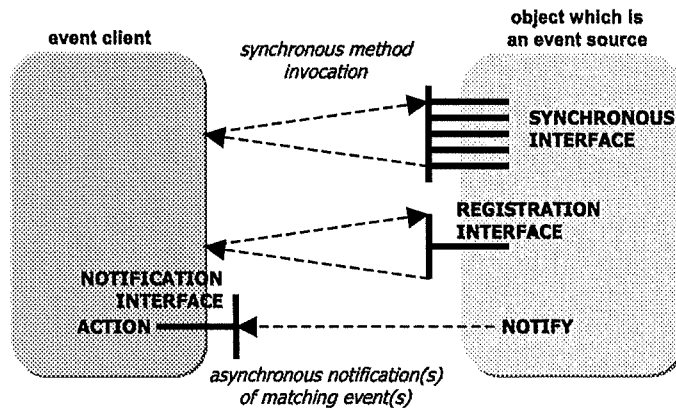 event client
synchronous method
invocation
object which is
an event source
SYNCHRONOUS
INTERFACE
REGISTRATION
INTERFACE
NOTIFICATION
INTERFACE
ACTION
NOTIFY
asynchronous notification(s)
of matching event(s)